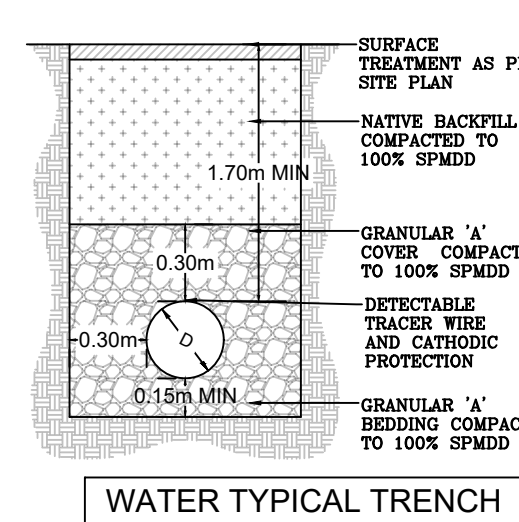 SURFACE
TREATMENT AS
SITE PLAN
NATIVE BACKFILL
COMPACTED TO
100% SPMDD
1.70m MIN
GRANULAR 'A'
COVER COMPACT
TO 100% SPMDD
0.30m
DETECTABLE
TRACER WIRE
AND CATHODIC
PROTECTION
0.30m
D
0.15m MIN
GRANULAR 'A'
BEDDING COMPAC
TO 100% SPMDD
WATER TYPICAL TRENCH